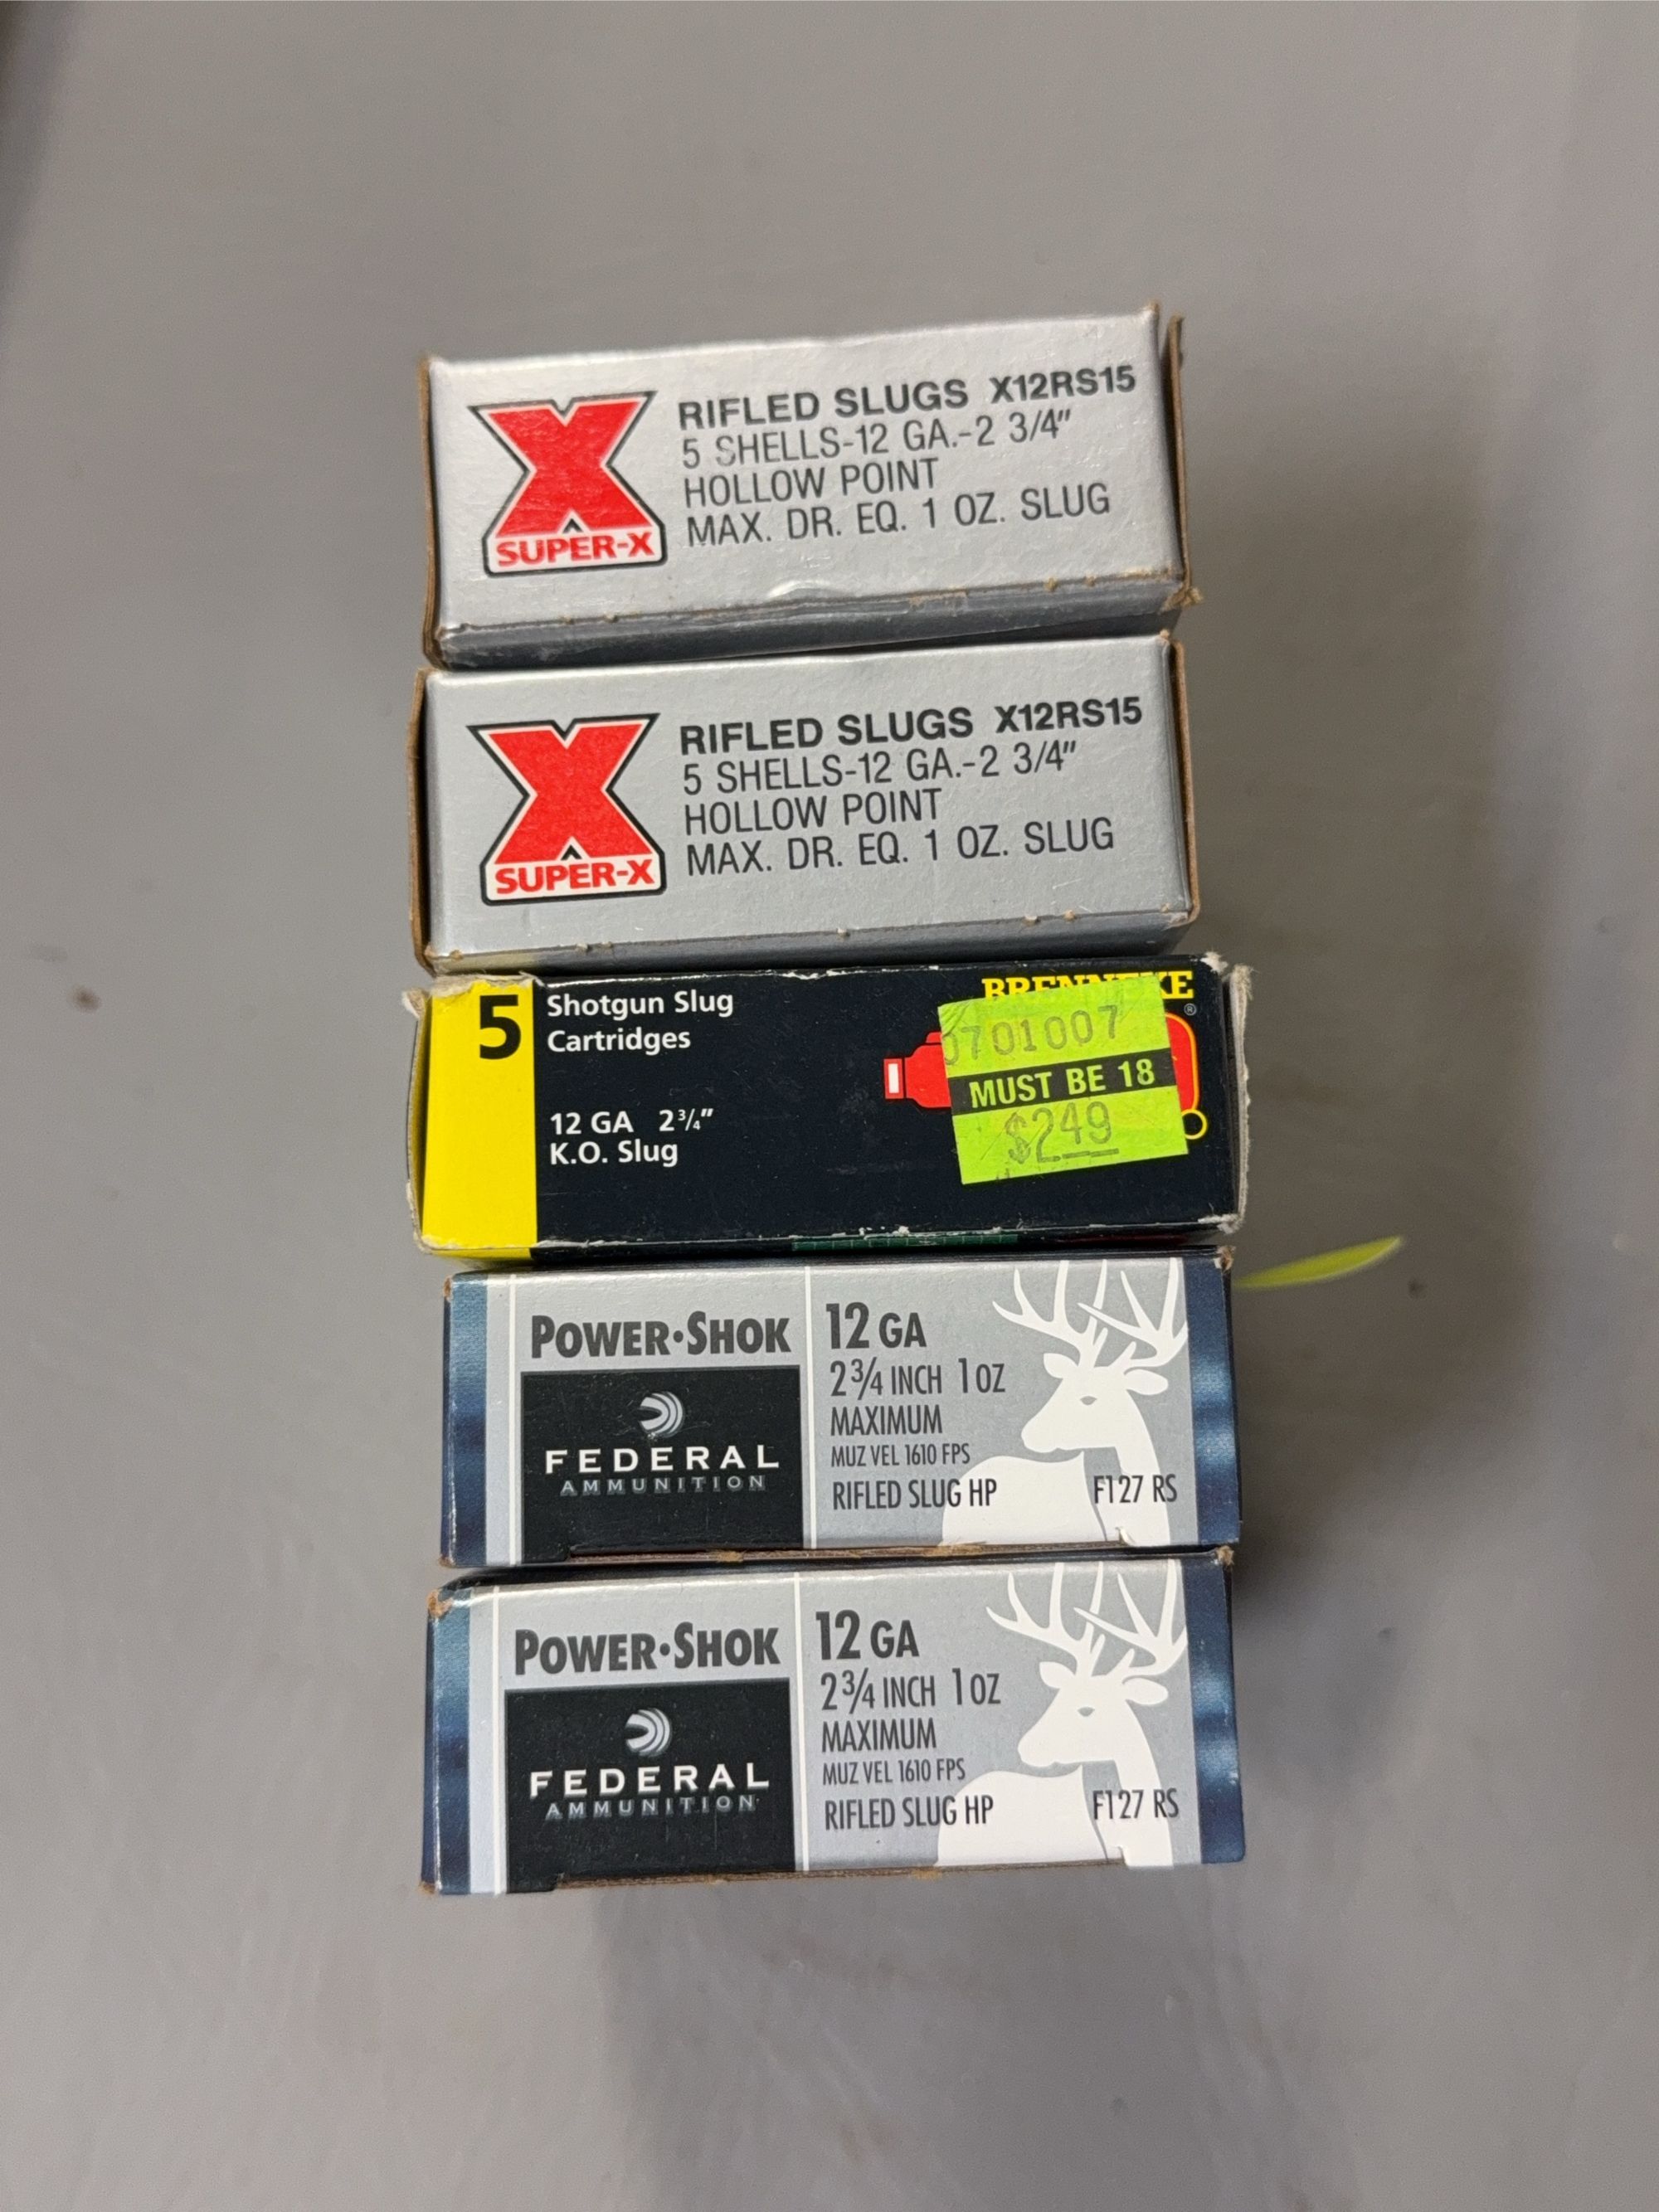 RIFLED SLUGS X12RS15
5 SHELLS-12 GA.-2 3/4"
HOLLOW POINT
MAX. DR. EQ. 1 OZ. SLUG
X
SUPER-X
RIFLED SLUGS X12RS15
5 SHELLS-12 GA.-2 3/4"
HOLLOW POINT
MAX. DR. EQ. 1 OZ. SLUG
X
SUPER-X
5
Shotgun Slug
Cartridges
12 GA 2¾"
K.O. Slug
BRENNEKE
®
0701007
MUST BE 18
$249
POWER•SHOK
FEDERAL
AMMUNITION
12 GA
2¾ INCH 1 OZ
MAXIMUM
MUZ VEL 1610 FPS
RIFLED SLUG HP
F127 RS
POWER•SHOK
FEDERAL
AMMUNITION
12 GA
2¾ INCH 1 OZ
MAXIMUM
MUZ VEL 1610 FPS
RIFLED SLUG HP
F127 RS